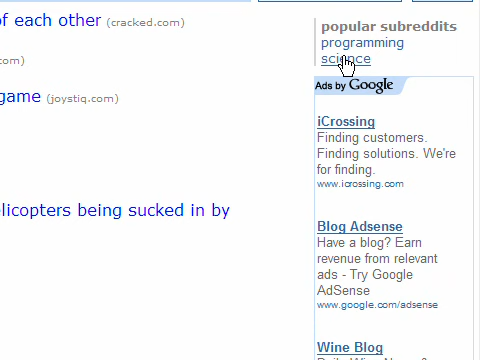 of each other (cracked.com)
popular subreddits
programming
science
com)
Ads by Google
game (joystiq.com)
iCrossing
Finding customers.
Finding solutions. We're
for finding.
www.icrossing.com
elicopters being sucked in by
Blog Adsense
Have a blog? Earn
revenue from relevant
ads - Try Google
AdSense
www.google.com/adsense
Wine Blog